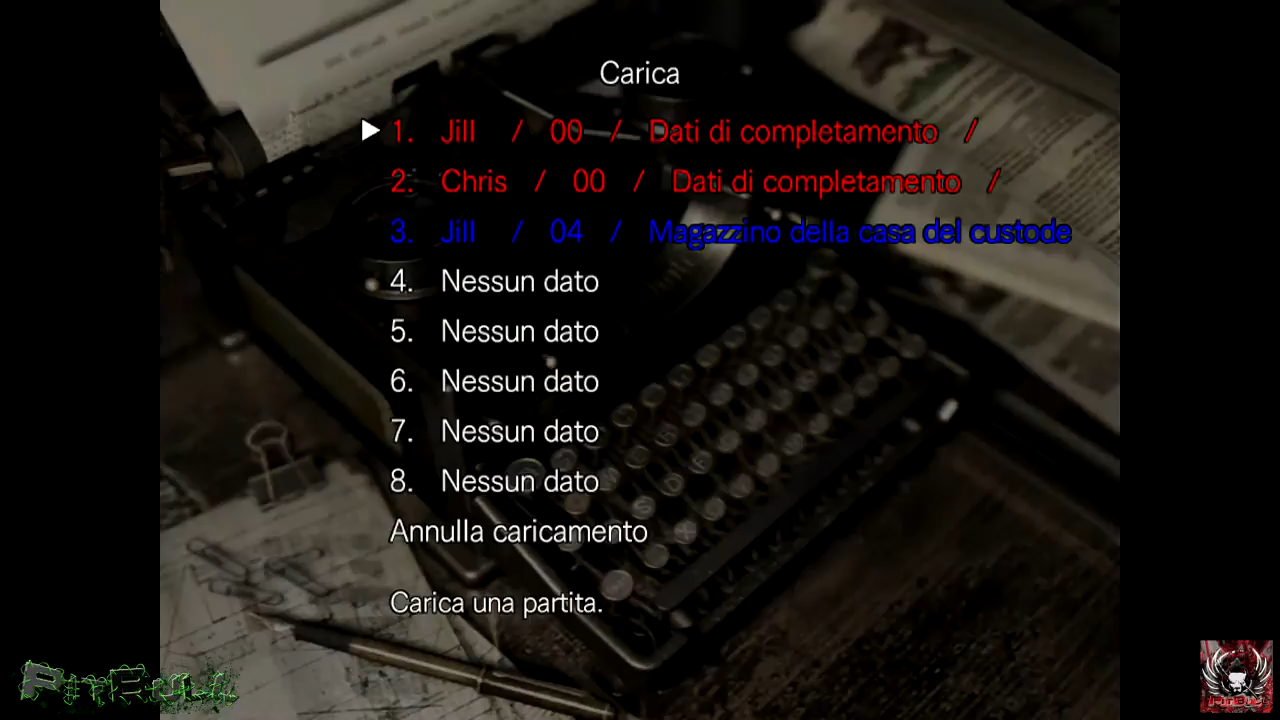 Carica
1. Jill / 00 / Dati di completamento /
2. Chris / 00 / Dati di completamento /
3. Jill / 04 / Magazzino della casa del custode
4. Nessun dato
5. Nessun dato
6. Nessun dato
7. Nessun dato
8. Nessun dato
Annulla caricamento
Carica una partita.